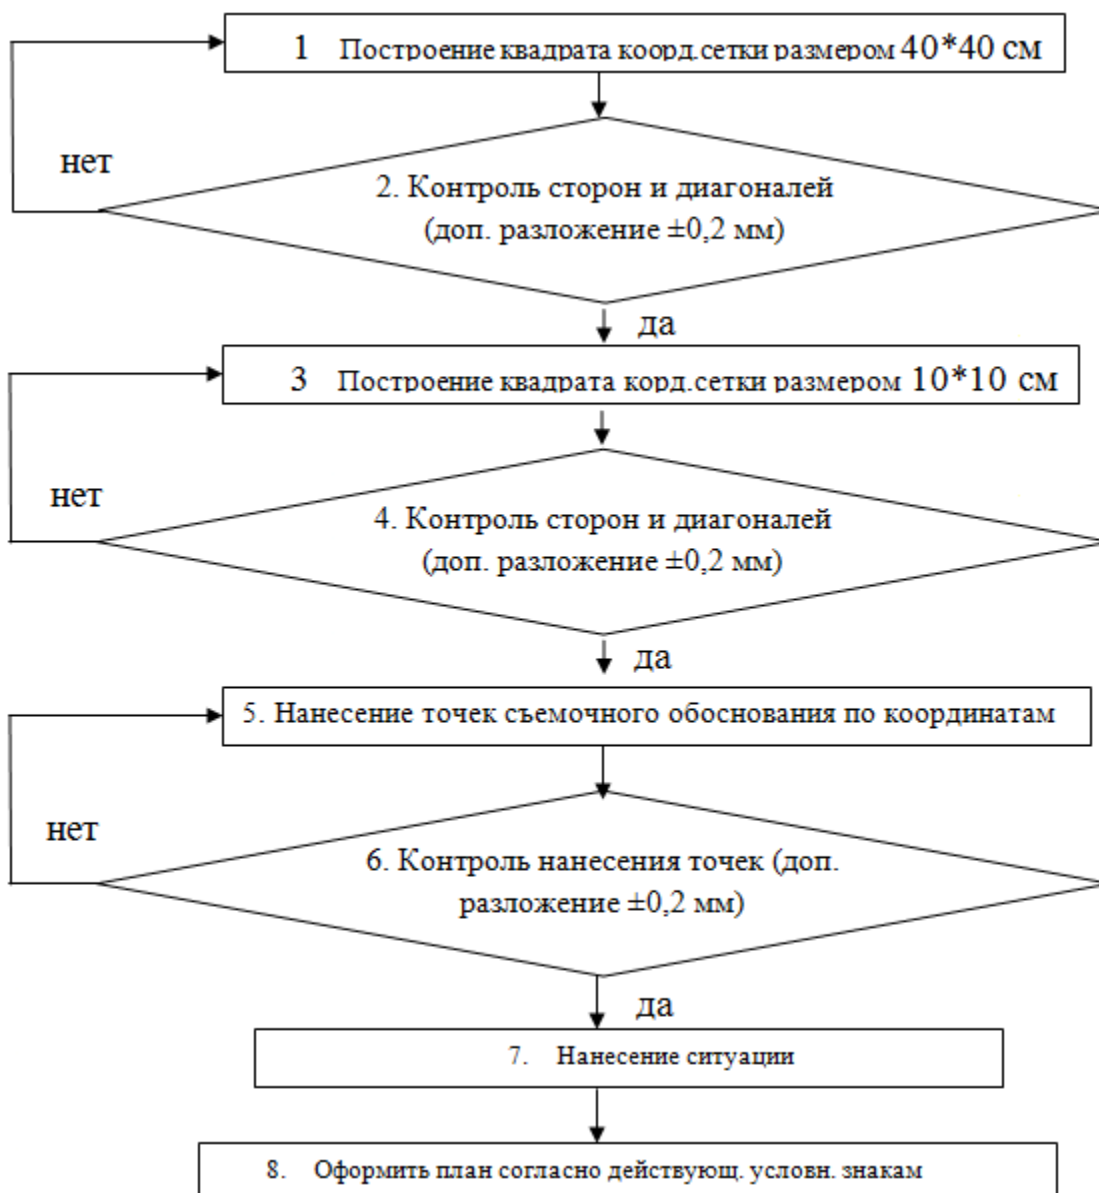 1 Построение квадрата коорд.сетки размером 40*40 см
нет
2. Контроль сторон и диагоналей
(доп. разложение ±0,2 мм)
да
3 Построение квадрата корд.сетки размером 10*10 см
нет
4. Контроль сторон и диагоналей
(доп. разложение ±0,2 мм)
да
5. Нанесение точек съемочного обоснования по координатам
нет
6. Контроль нанесения точек (доп.
разложение ±0,2 мм)
да
7. Нанесение ситуации
8. Оформить план согласно действующ. условн. знакам